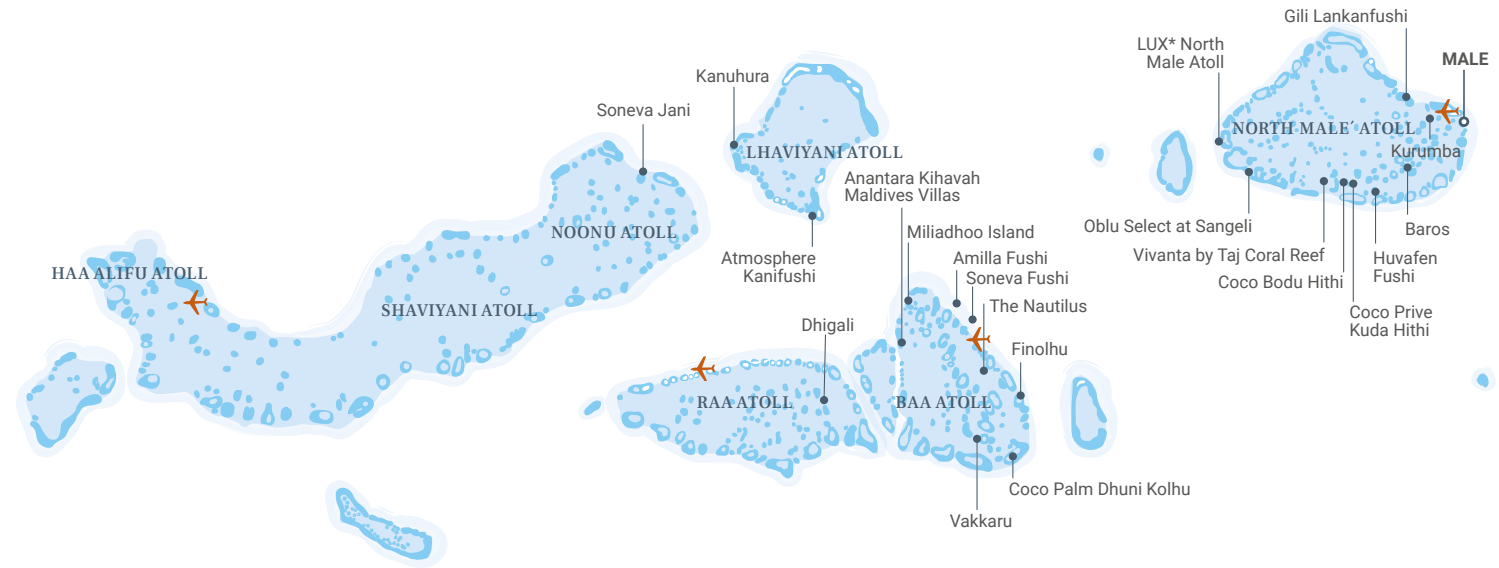 Gili Lankanfushi
LUX* North
Male Atoll
MALE
Kanuhura
Soneva Jani
NORTH MALE´ ATOLL
LHAVIYANI ATOLL
Kurumba
Anantara Kihavah
Maldives Villas
NOONU ATOLL
Miliadhoo Island
Oblu Select at Sangeli
Baros
Atmosphere
Kanifushi
Amilla Fushi
Vivanta by Taj Coral Reef
Huvafen
Fushi
HAA ALIFU ATOLL
Soneva Fushi
Coco Bodu Hithi
SHAVIYANI ATOLL
The Nautilus
Coco Prive
Kuda Hithi
Dhigali
Finolhu
RAA ATOLL
BAA ATOLL
Coco Palm Dhuni Kolhu
Vakkaru